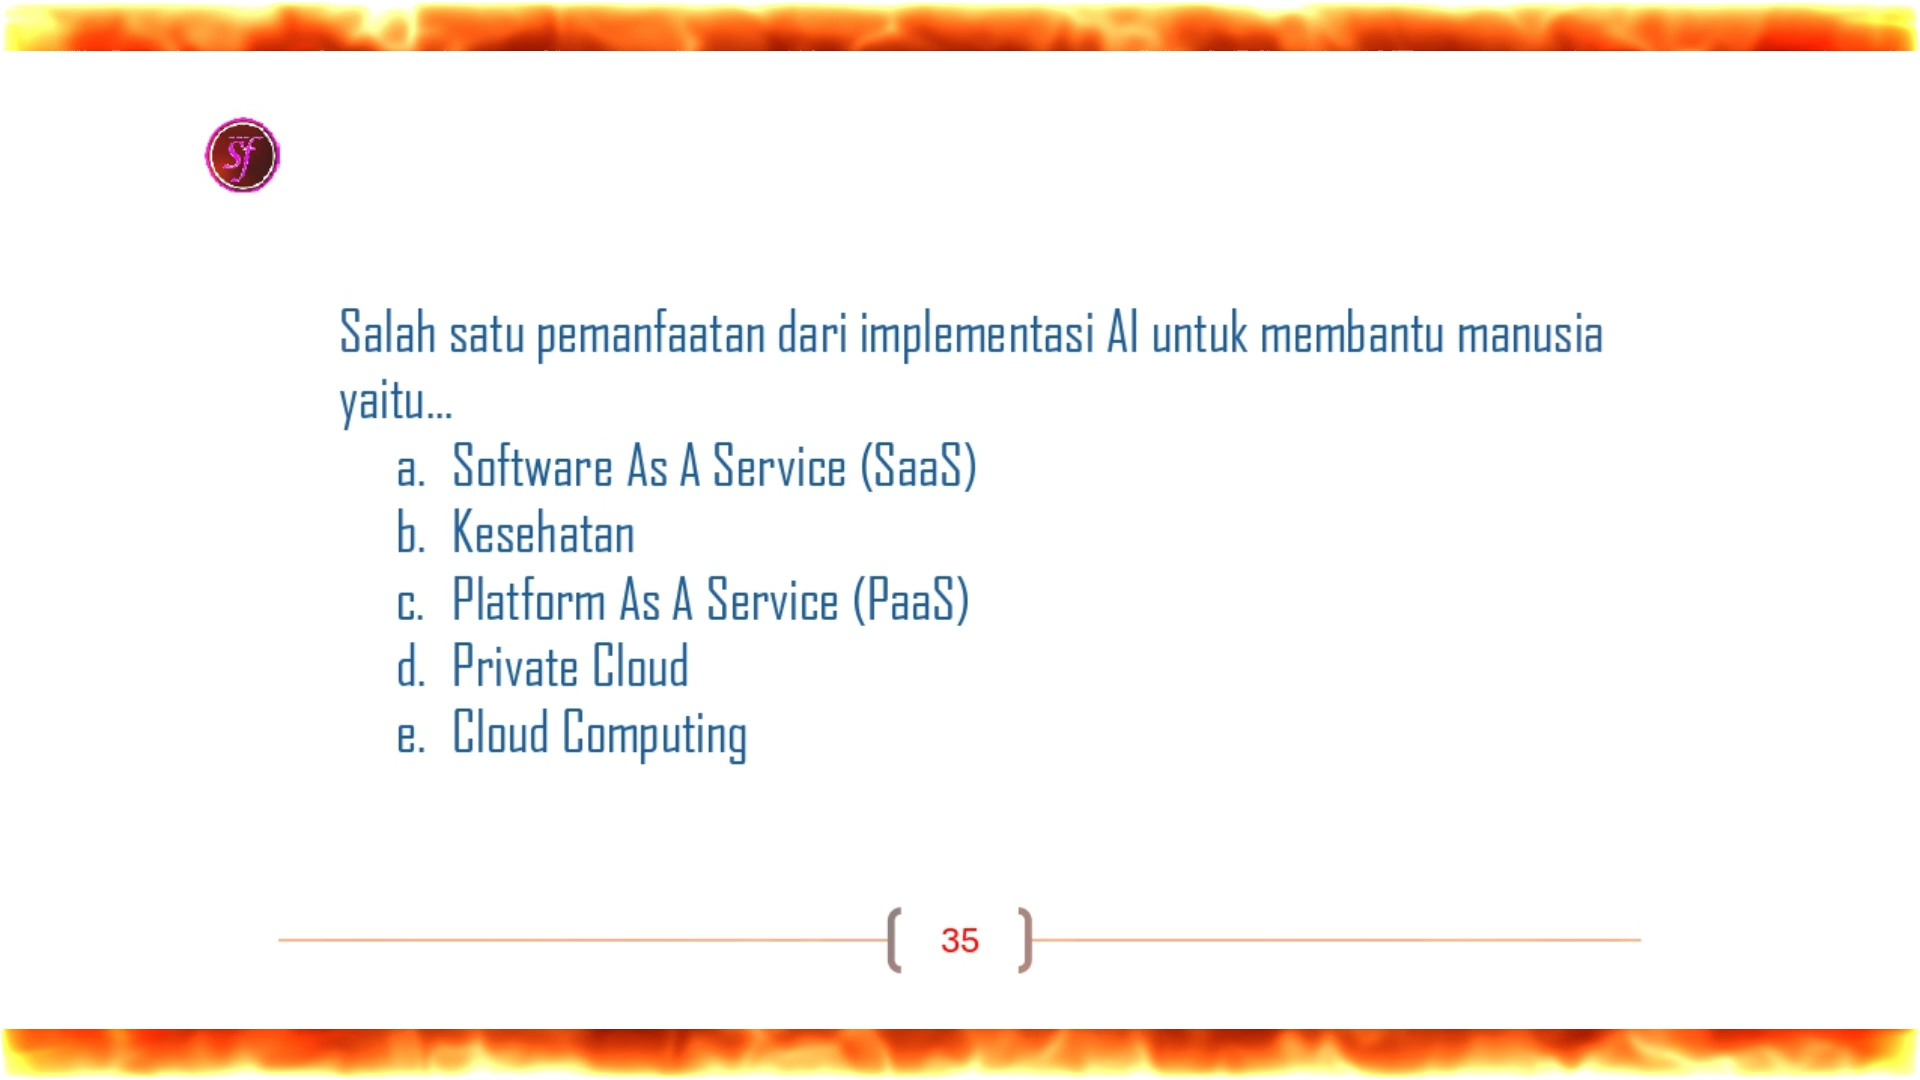 Sf
Salah satu pemanfaatan dari implementasi AI untuk membantu manusia
yaitu...
a. Software As A Service (SaaS)
b. Kesehatan
c. Platform As A Service (PaaS)
d. Private Cloud
e. Cloud Computing
35